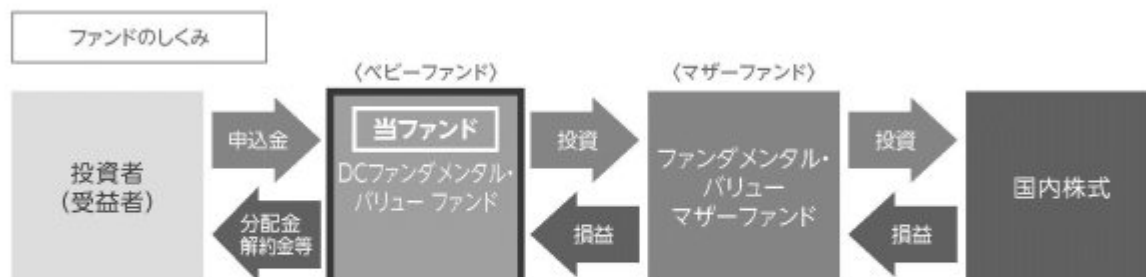 ファンドのしくみ
〈ベビーファンド〉
〈マザーファンド〉
投資者
(受益者)
申込金
分配金
解約金等
当ファンド
DCファンダメンタル・
バリュー ファンド
投資
損益
ファンダメンタル・
バリュー
マザーファンド
投資
損益
国内株式